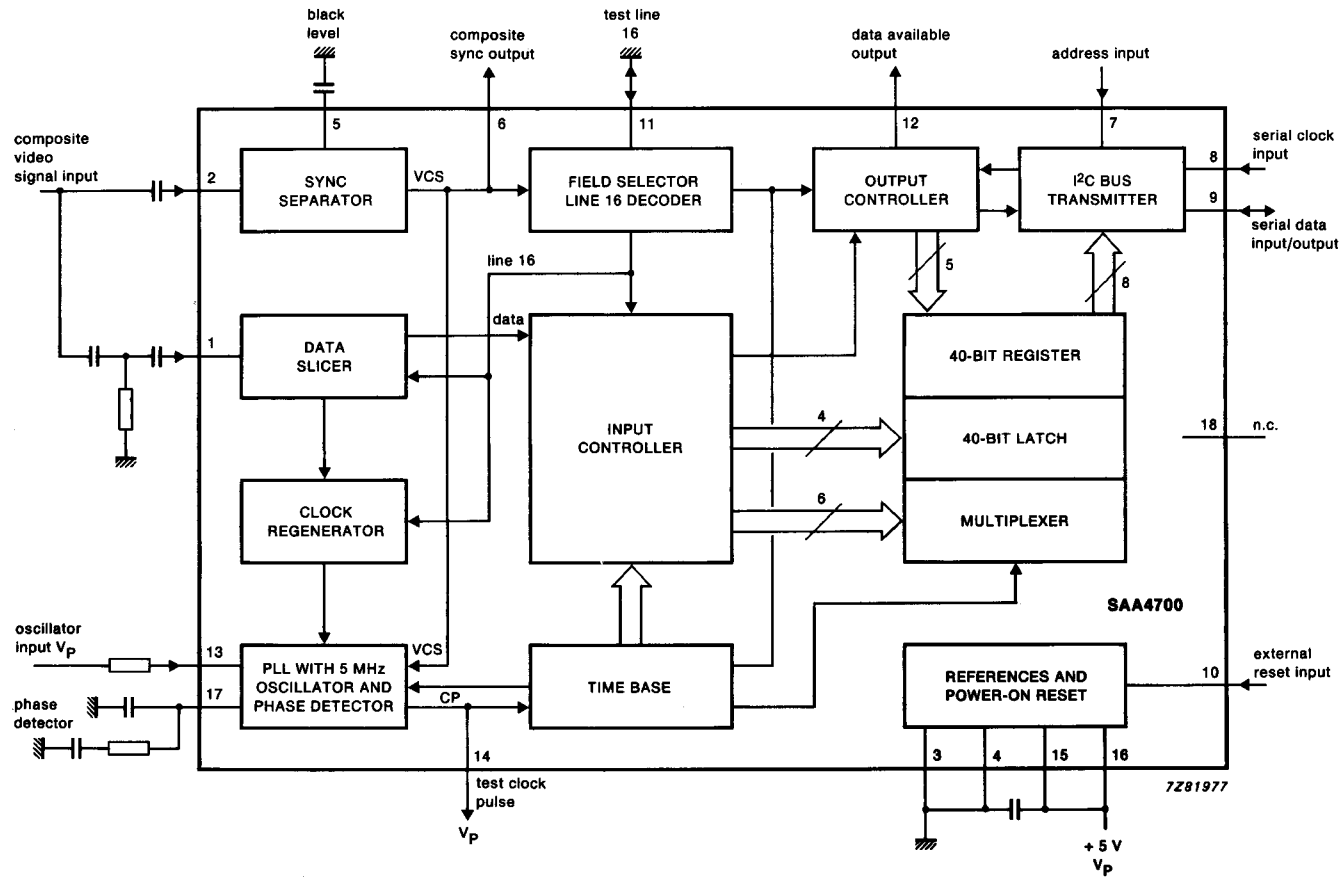 black
level
composite
sync output
test line
16
data available
output
address input
5
6
11
12
7
composite
video
signal input
serial clock
input
8
2
SYNC
SEPARATOR
VCS
FIELD SELECTOR
LINE 16 DECODER
OUTPUT
CONTROLLER
I²C BUS
TRANSMITTER
9
serial data
input/output
line 16
5
8
data
1
DATA
SLICER
40-BIT REGISTER
4
INPUT
CONTROLLER
40-BIT LATCH
18
n.c.
6
CLOCK
REGENERATOR
MULTIPLEXER
SAA4700
oscillator
input VP
13
VCS
PLL WITH 5 MHz
OSCILLATOR AND
PHASE DETECTOR
TIME BASE
REFERENCES AND
POWER-ON RESET
10
external
reset input
17
CP
phase
detector
14
3
4
15
16
test clock
pulse
7Z81977
VP
+ 5 V
VP